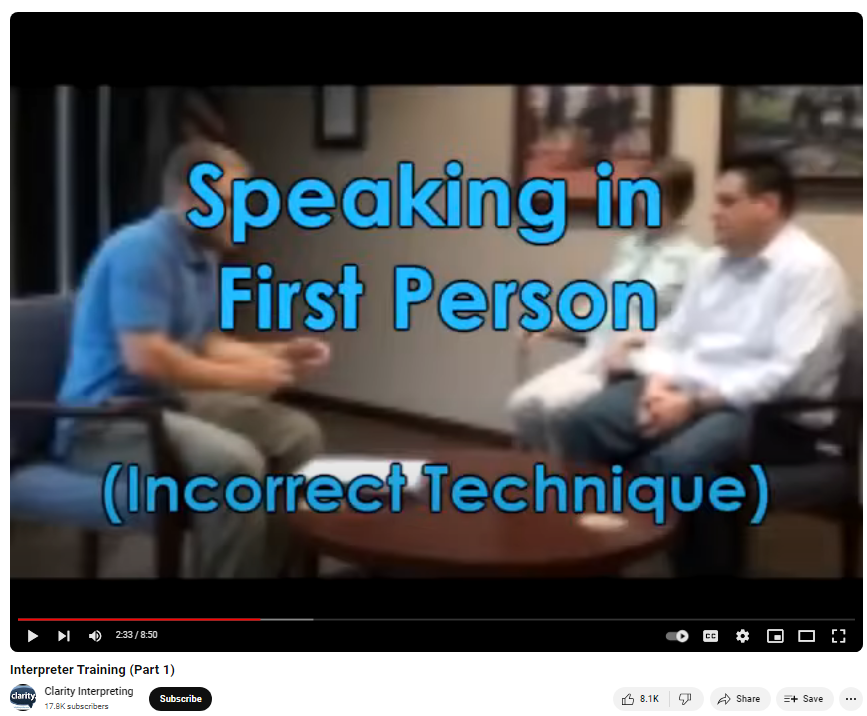 Speaking in
First Person
(Incorrect Technique)
2:33 / 8:50
CC
Interpreter Training (Part 1)
clarity
Clarity Interpreting
17.8K subscribers
Subscribe
8.1K
Share
Save